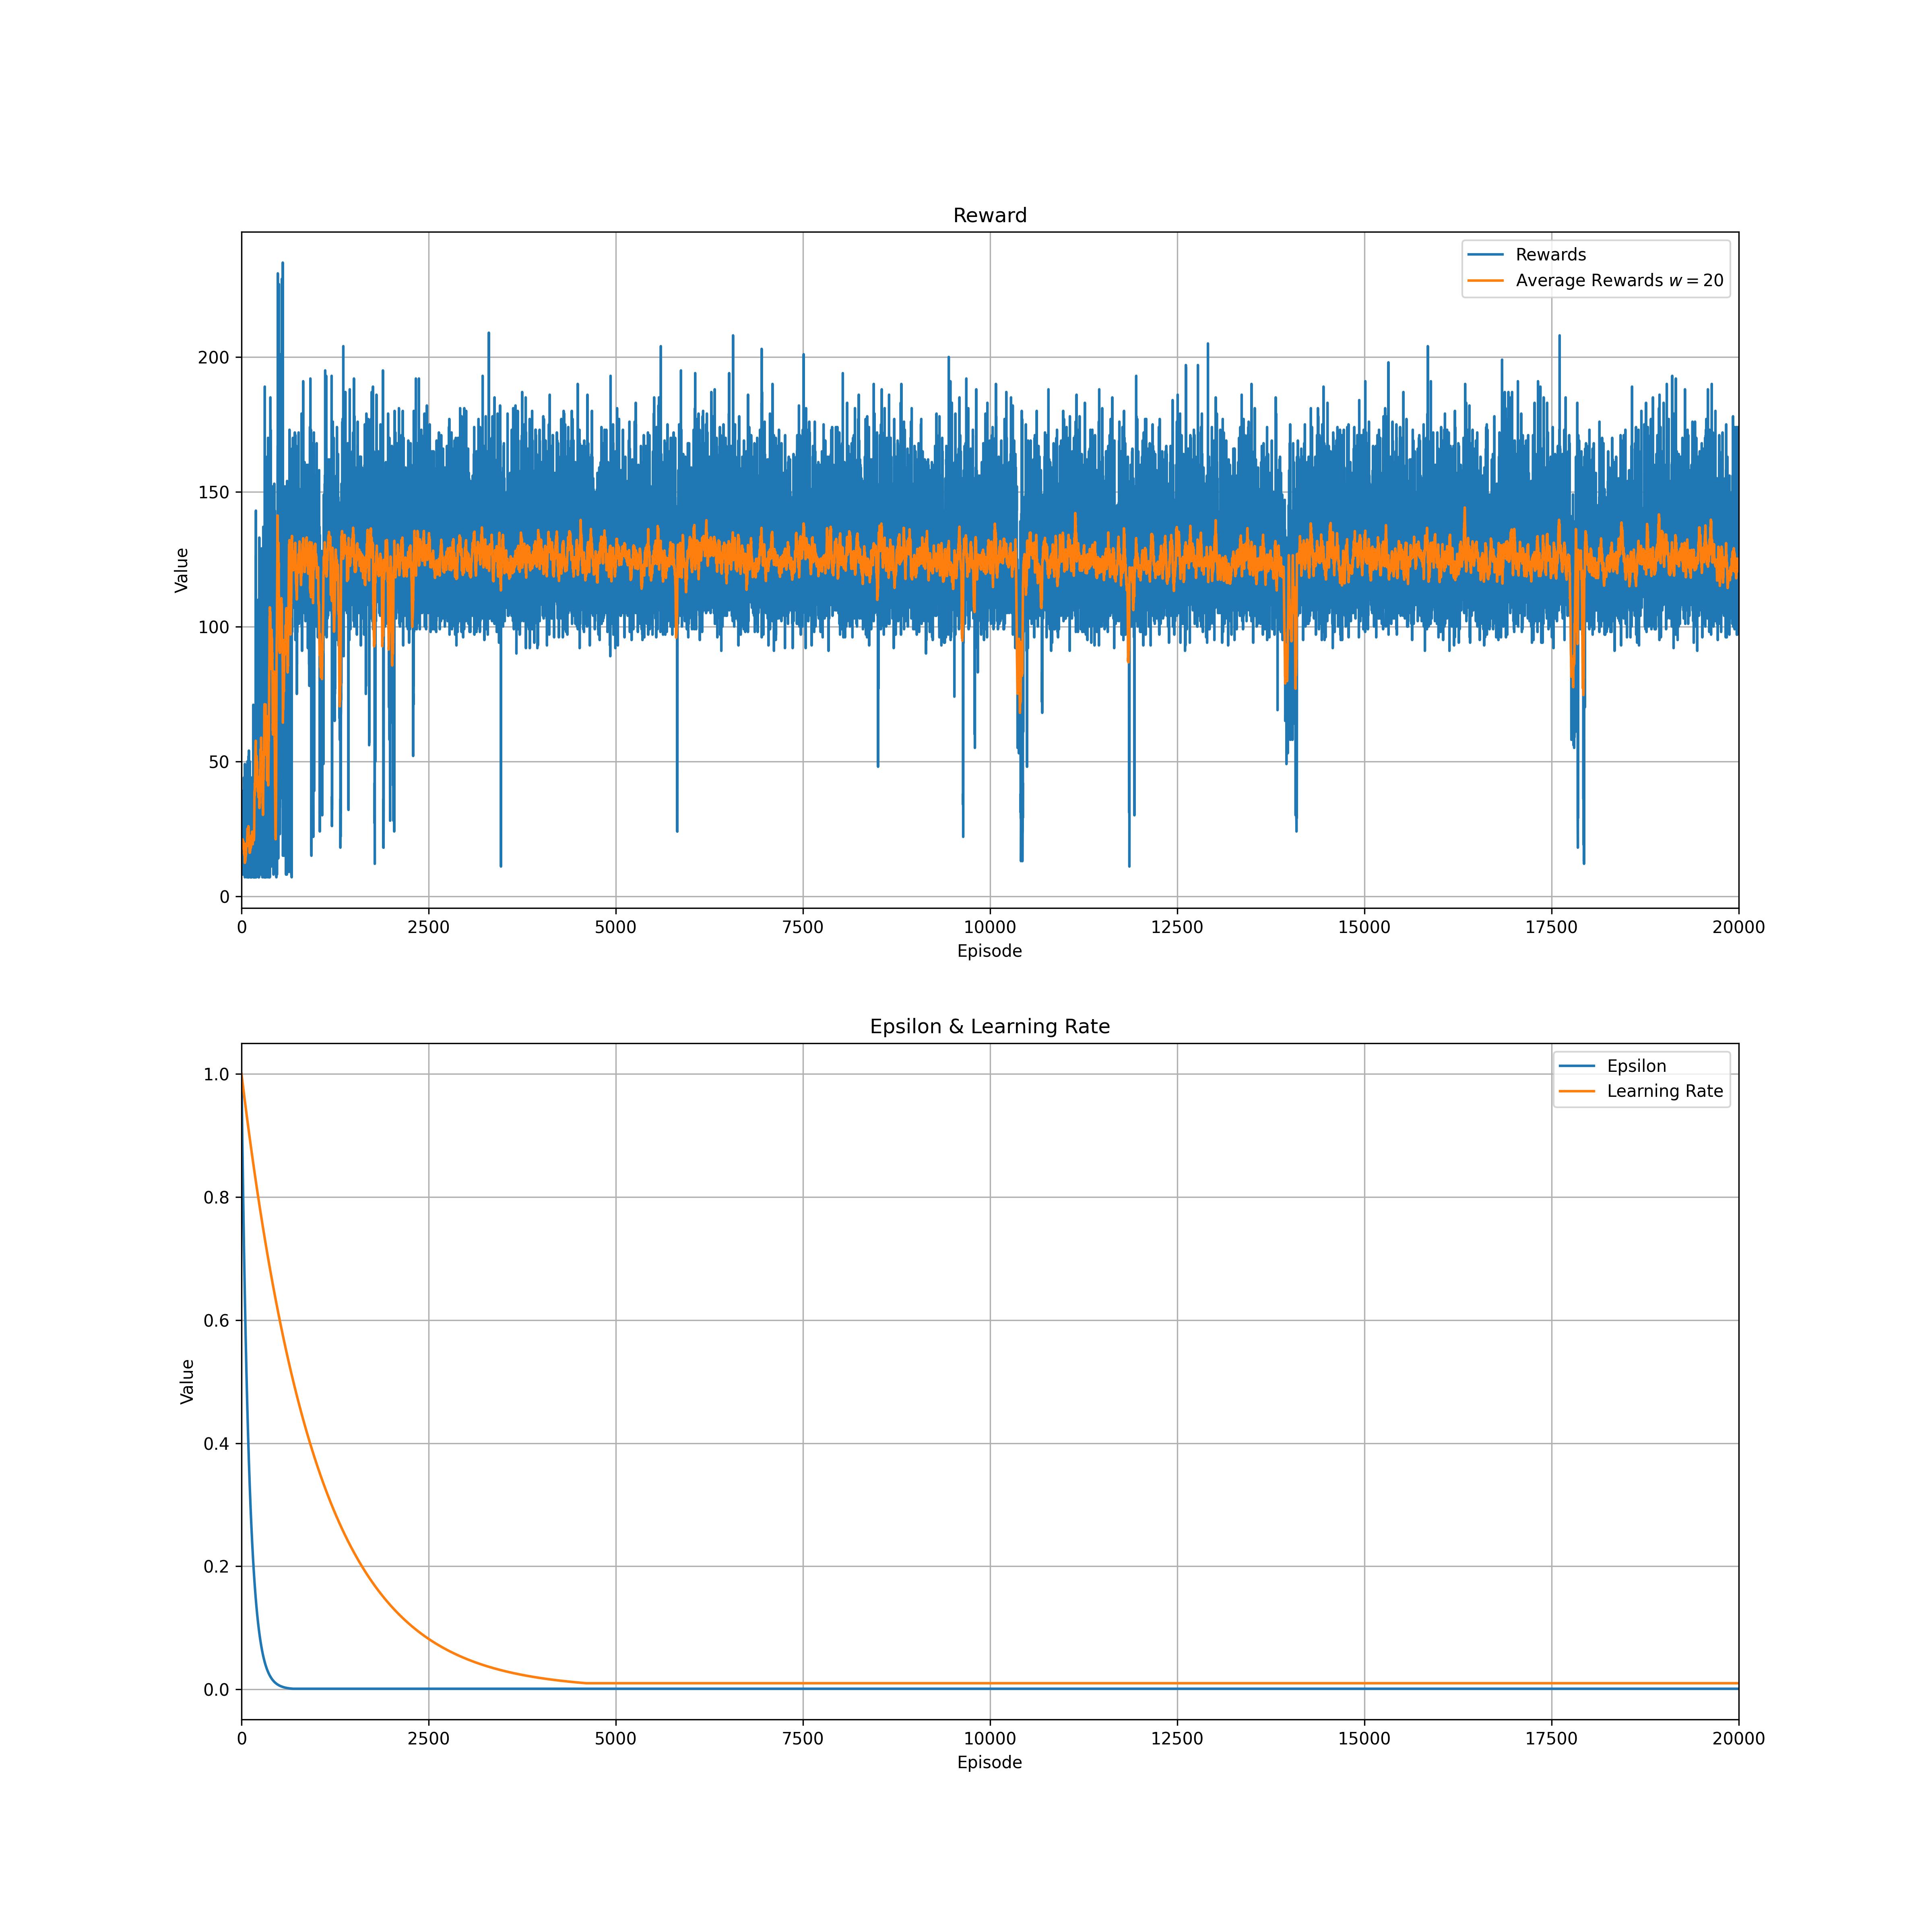 Reward
Rewards
Average Rewards w = 20
200
150
100
50
0
Value
0 2500 5000 7500 10000 12500 15000 17500 20000
Episode
Epsilon & Learning Rate
Epsilon
Learning Rate
1.0
0.8
0.6
0.4
0.2
0.0
Value
0 2500 5000 7500 10000 12500 15000 17500 20000
Episode